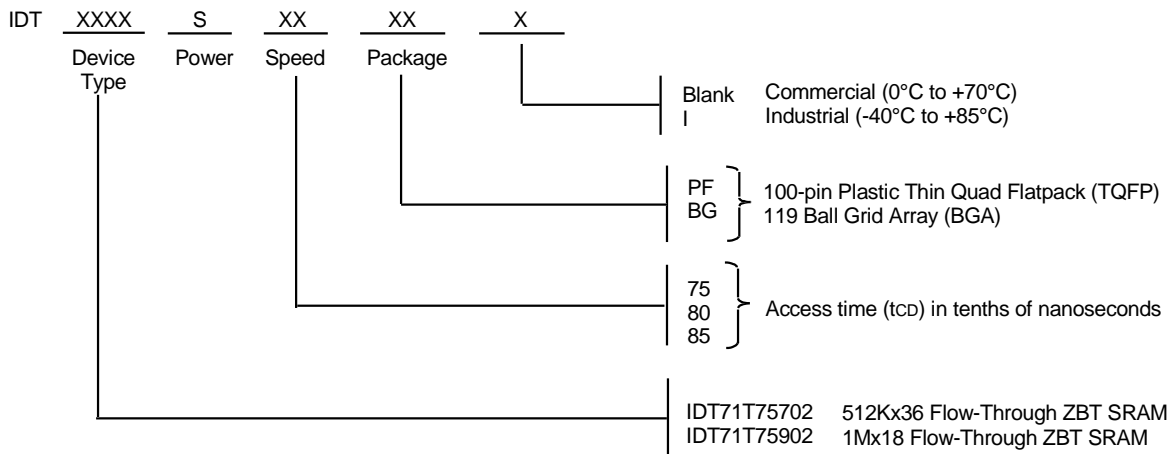 IDT XXXX S XX XX X
Device Type Power Speed Package
Blank Commercial (0°C to +70°C)
I Industrial (-40°C to +85°C)
PF 100-pin Plastic Thin Quad Flatpack (TQFP)
BG 119 Ball Grid Array (BGA)
75
80 Access time (tCD) in tenths of nanoseconds
85
IDT71T75702 512Kx36 Flow-Through ZBT SRAM
IDT71T75902 1Mx18 Flow-Through ZBT SRAM